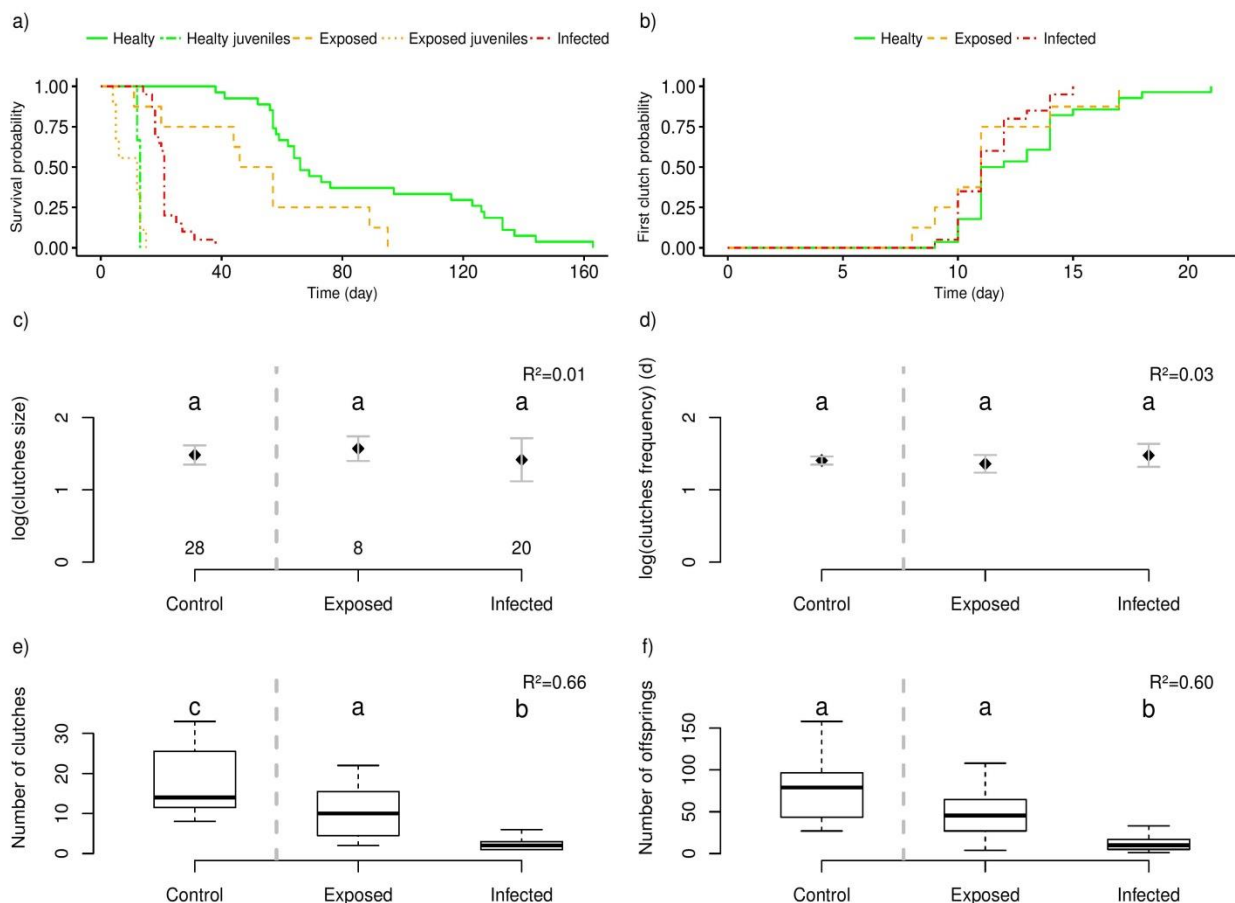 a)
Healty Healty juveniles Exposed Exposed juveniles Infected
Survival probability
1.00
0.75
0.50
0.25
0.00
0 40 80 120 160
Time (day)
b)
Healty Exposed Infected
First clutch probability
1.00
0.75
0.50
0.25
0.00
0 5 10 15 20
Time (day)
c)
R²=0.01
a a a
log(clutches size)
2
1
0
28 8 20
Control Exposed Infected
d)
R²=0.03
a a a
log(clutches frequency) (d)
2
1
0
Control Exposed Infected
e)
R²=0.66
c a b
Number of clutches
30
20
10
0
Control Exposed Infected
f)
R²=0.60
a a b
Number of offsprings
150
100
50
0
Control Exposed Infected